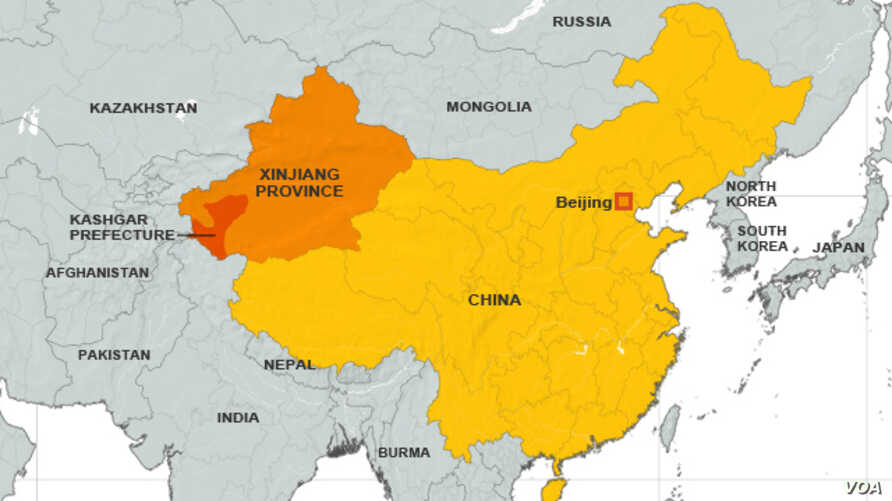 RUSSIA
KAZAKHSTAN
MONGOLIA
XINJIANG
PROVINCE
Beijing
NORTH
KOREA
KASHGAR
PREFECTURE
SOUTH
KOREA
JAPAN
AFGHANISTAN
CHINA
PAKISTAN
NEPAL
INDIA
BURMA
VOA